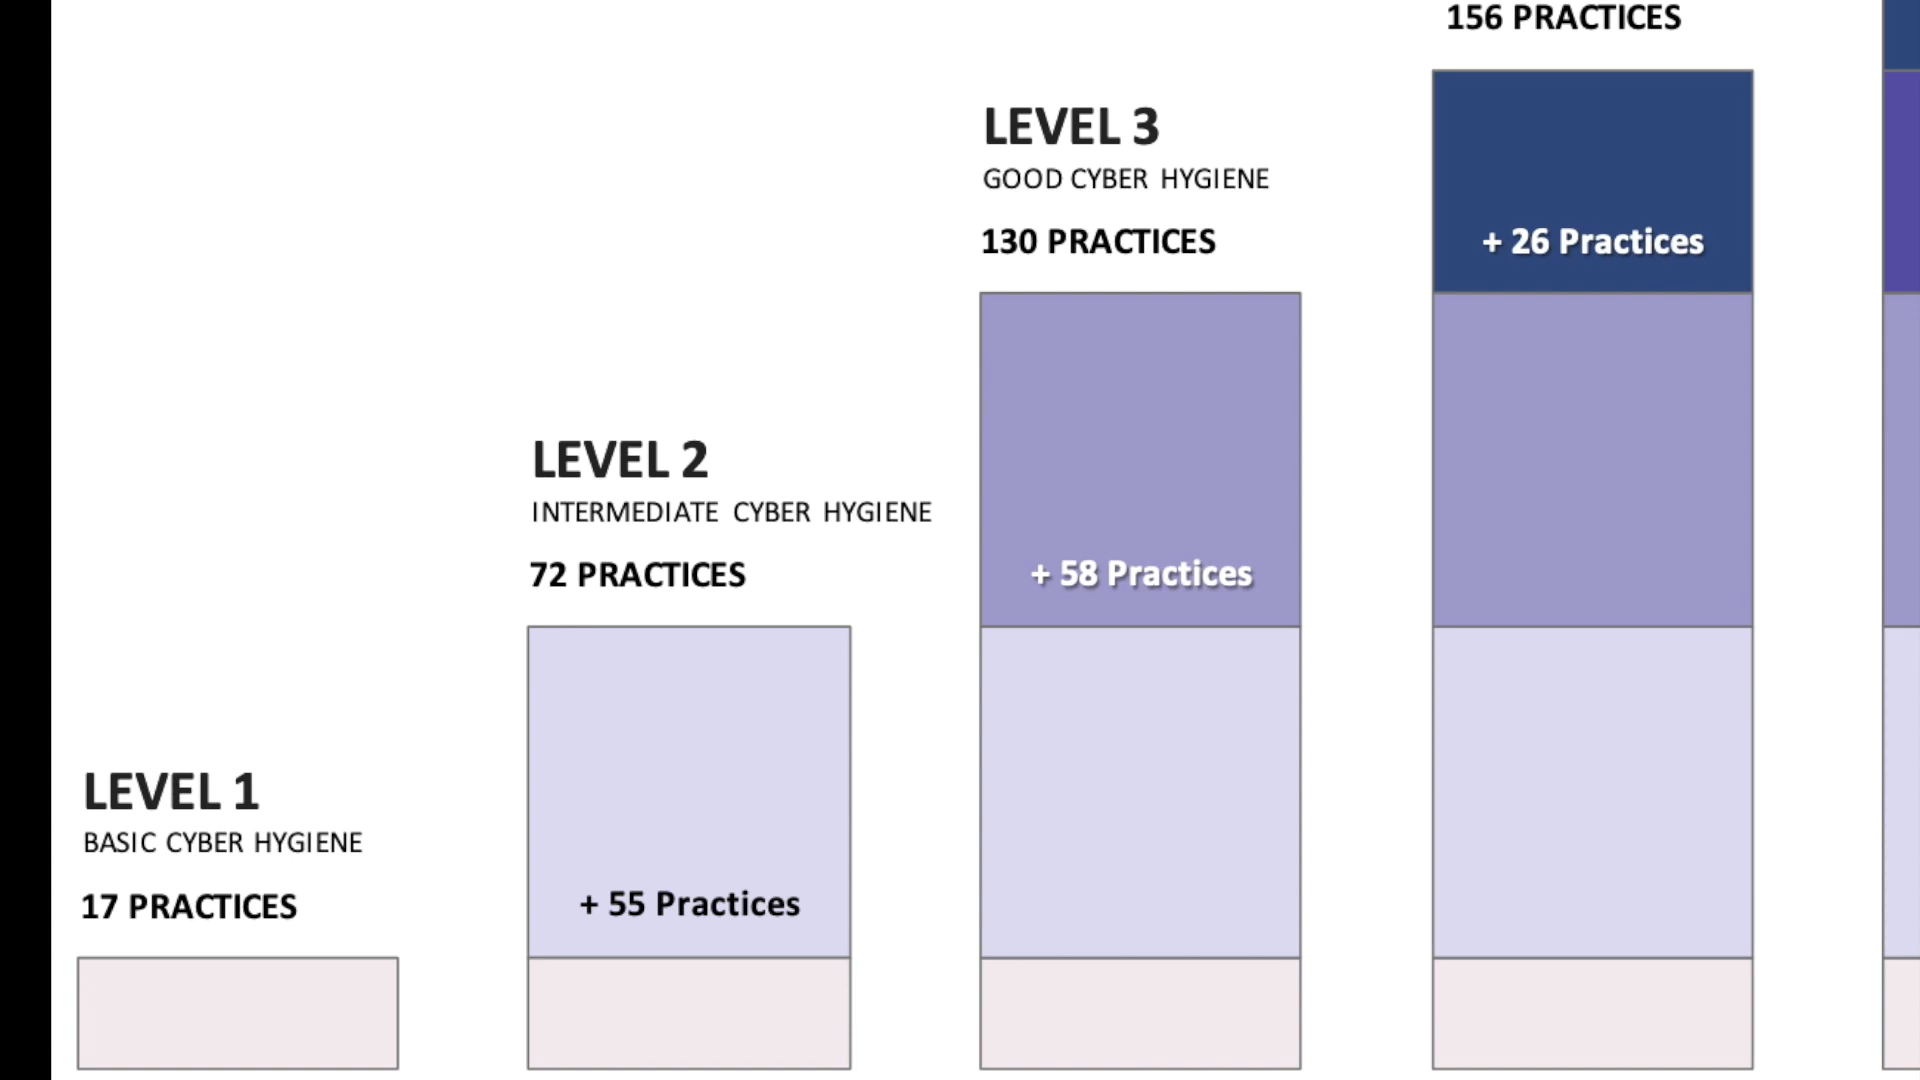 LEVEL 1
BASIC CYBER HYGIENE
17 PRACTICES
LEVEL 2
INTERMEDIATE CYBER HYGIENE
72 PRACTICES
+ 55 Practices
LEVEL 3
GOOD CYBER HYGIENE
130 PRACTICES
+ 58 Practices
156 PRACTICES
+ 26 Practices